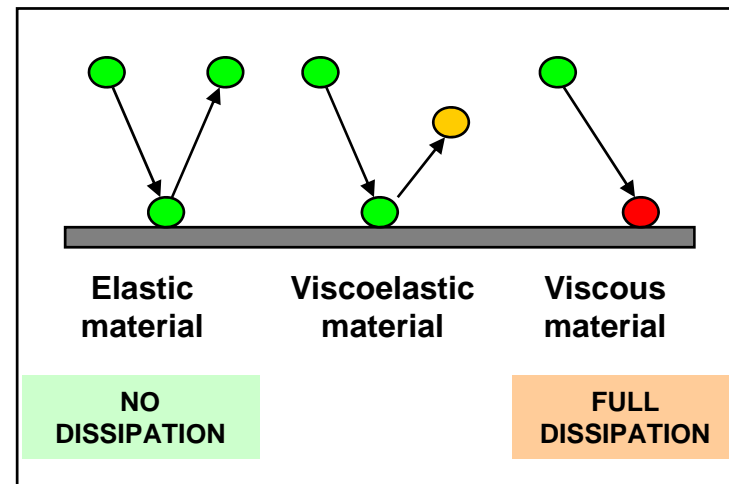 Elastic
material
Viscoelastic
material
Viscous
material
NO
DISSIPATION
FULL
DISSIPATION